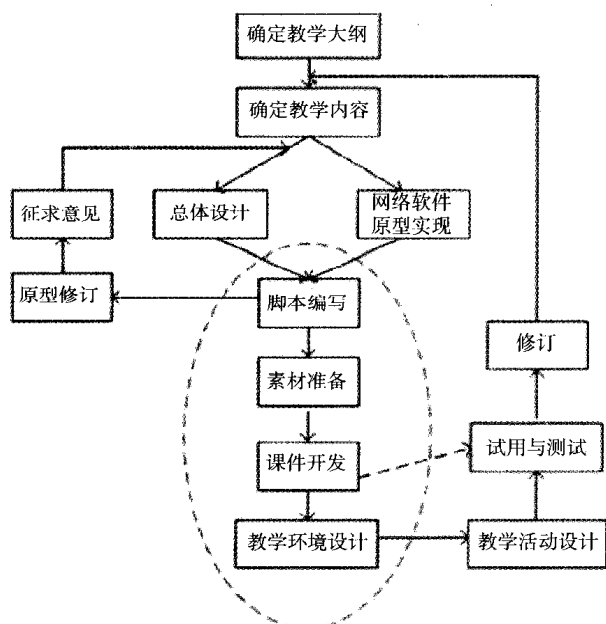 确定教学大纲
确定教学内容
征求意见
总体设计
网络软件
原型实现
原型修订
脚本编写
修订
素材准备
课件开发
试用与测试
教学环境设计
教学活动设计